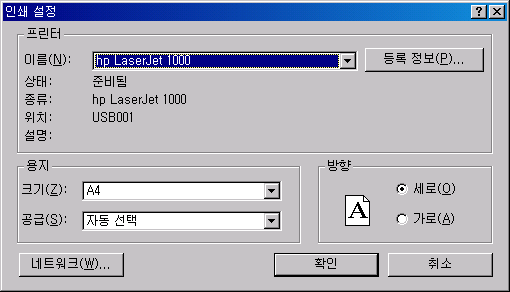 인쇄 설정
프린터
이름(N): hp LaserJet 1000 등록 정보(P)...
상태: 준비됨
종류: hp LaserJet 1000
위치: USB001
설명:
용지
크기(Z): A4
공급(S): 자동 선택
방향
A
세로(O)
가로(A)
네트워크(W)... 확인 취소